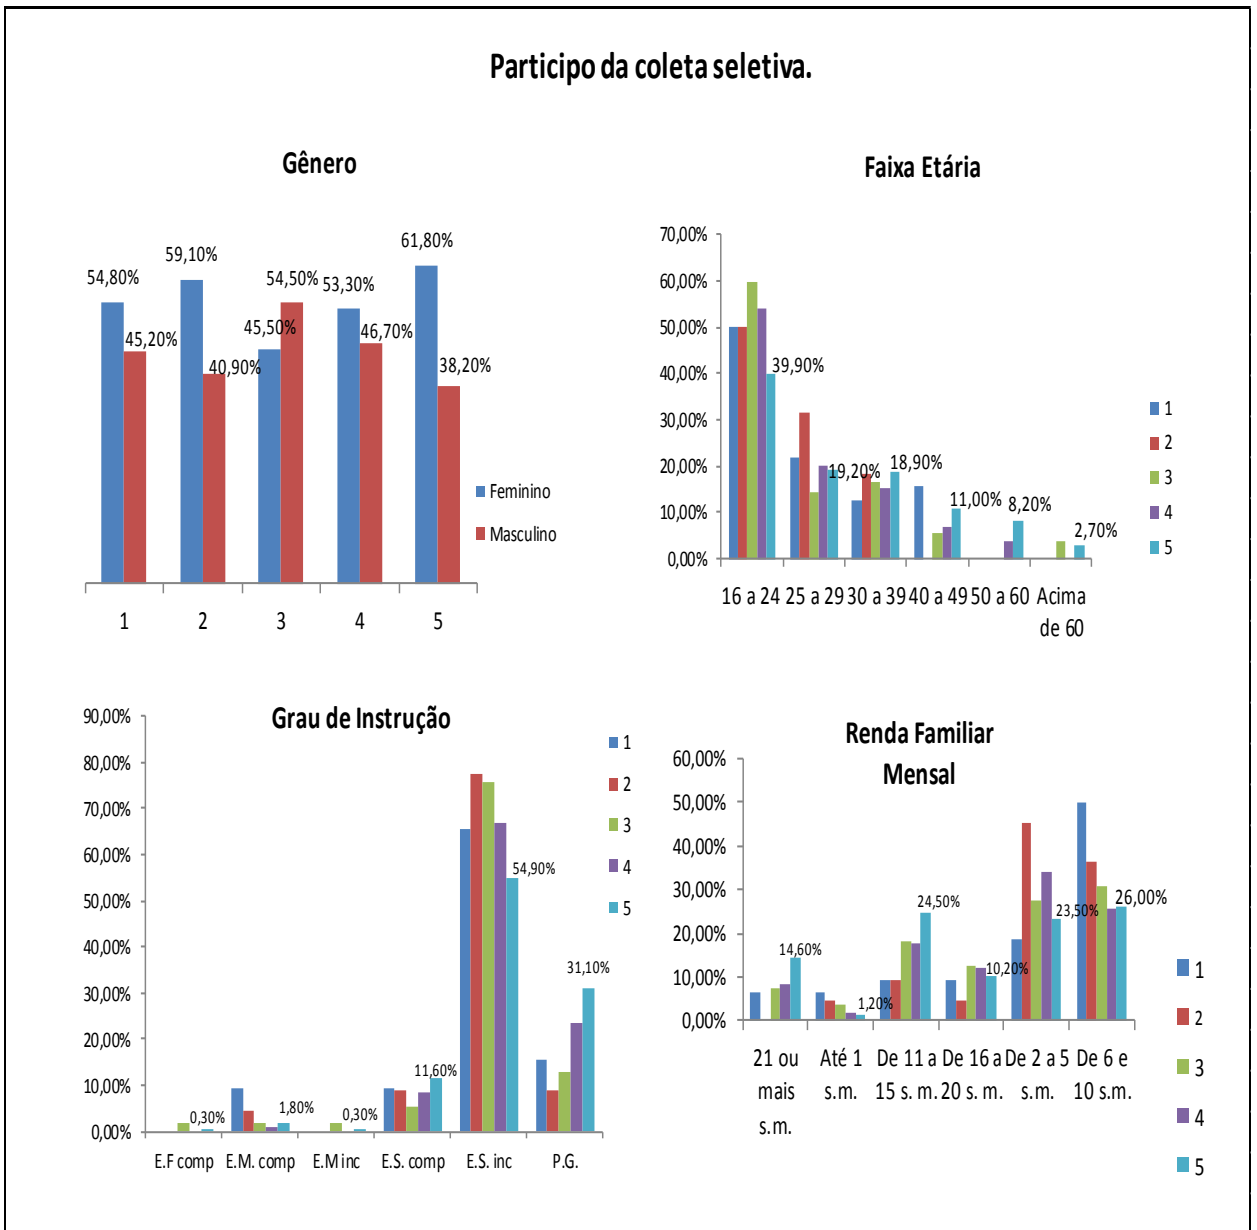 Participo da coleta seletiva.
Gênero
54,80%
45,20%
59,10%
40,90%
45,50%
54,50%
53,30%
46,70%
61,80%
38,20%
Feminino
Masculino
1
2
3
4
5
Faixa Etária
70,00%
60,00%
50,00%
40,00%
30,00%
20,00%
10,00%
0,00%
39,90%
19,20%
18,90%
11,00%
8,20%
2,70%
16 a 24
25 a 29
30 a 39
40 a 49
50 a 60
Acima
de 60
1
2
3
4
5
Grau de Instrução
90,00%
80,00%
70,00%
60,00%
50,00%
40,00%
30,00%
20,00%
10,00%
0,00%
0,30%
1,80%
0,30%
11,60%
54,90%
31,10%
E.F comp
E.M. comp
E.M inc
E.S. comp
E.S. inc
P.G.
1
2
3
4
5
Renda Familiar
Mensal
60,00%
50,00%
40,00%
30,00%
20,00%
10,00%
0,00%
14,60%
1,20%
24,50%
10,20%
23,50%
26,00%
21 ou
mais
s.m.
Até 1
s.m.
De 11 a
15 s. m.
De 16 a
20 s. m.
De 2 a 5
s.m.
De 6 e
10 s.m.
1
2
3
4
5